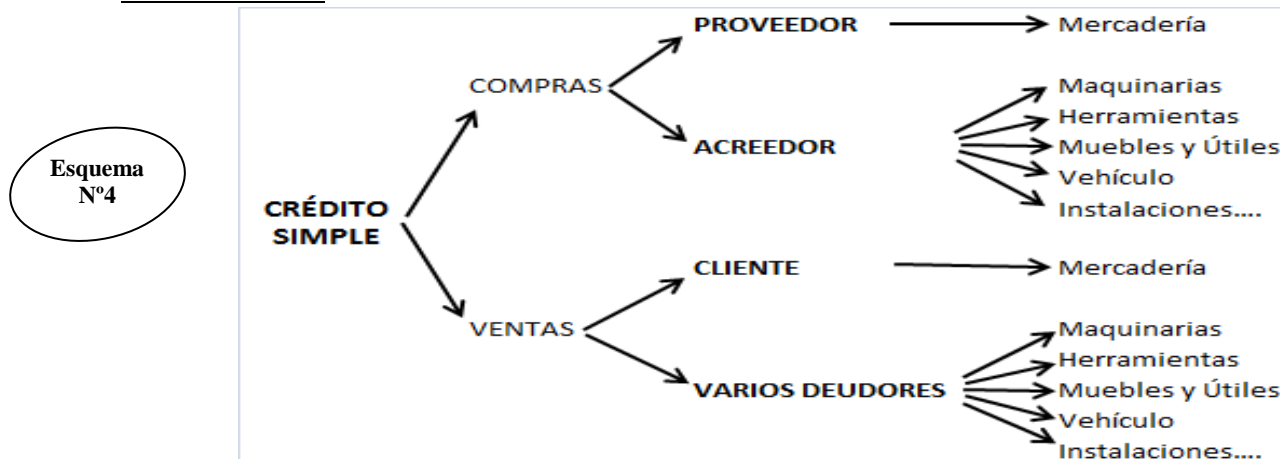 Esquema
Nº4
CRÉDITO
SIMPLE
COMPRAS
PROVEEDOR
Mercadería
ACREEDOR
Maquinarias
Herramientas
Muebles y Útiles
Vehículo
Instalaciones....
VENTAS
CLIENTE
Mercadería
VARIOS DEUDORES
Maquinarias
Herramientas
Muebles y Útiles
Vehículo
Instalaciones....